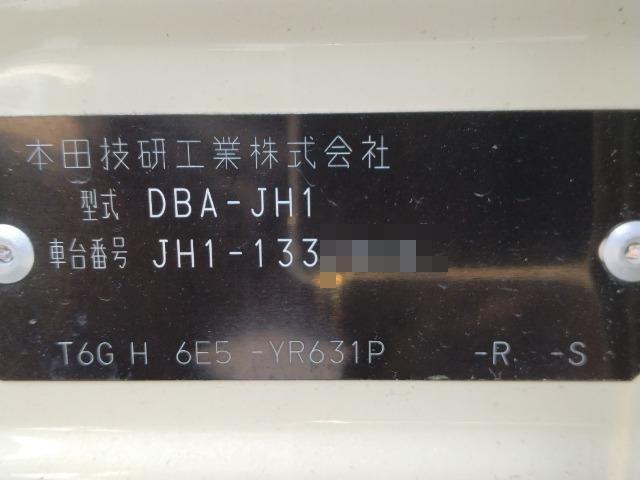 本田技研工業株式会社
型式 DBA-JH1
車台番号 JH1-133
T6G H 6E5 -YR631P -R -S